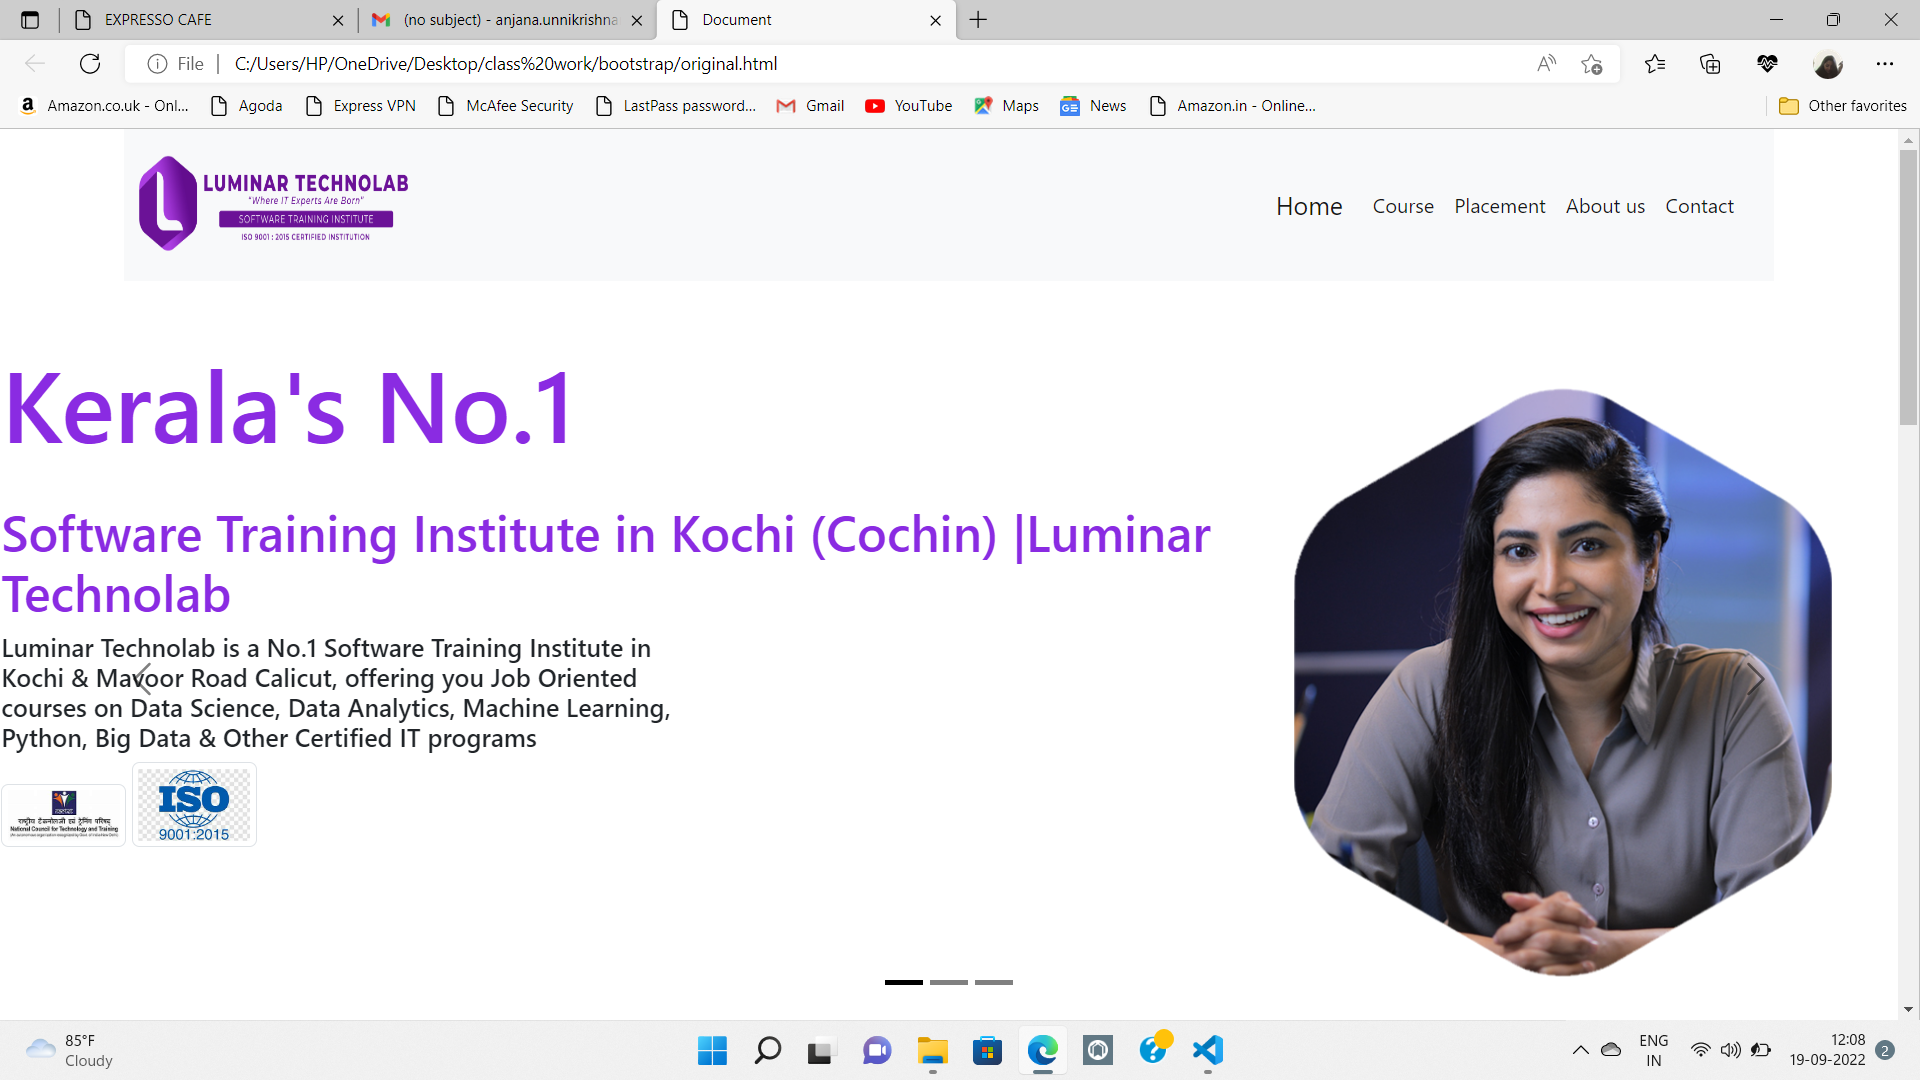 EXPRESSO CAFE
(no subject) - anjana.unnikrishna
Document
File
C:/Users/HP/OneDrive/Desktop/class%20work/bootstrap/original.html
Amazon.co.uk - Onl...
Agoda
Express VPN
McAfee Security
LastPass password...
Gmail
YouTube
Maps
News
Amazon.in - Online...
Other favorites
LUMINAR TECHNOLAB
"Where IT Experts Are Born"
SOFTWARE TRAINING INSTITUTE
ISO 9001 : 2015 CERTIFIED INSTITUTION
Home
Course
Placement
About us
Contact
Kerala's No.1
Software Training Institute in Kochi (Cochin) |Luminar
Technolab
Luminar Technolab is a No.1 Software Training Institute in
Kochi & Mavoor Road Calicut, offering you Job Oriented
courses on Data Science, Data Analytics, Machine Learning,
Python, Big Data & Other Certified IT programs
राष्ट्रीय टेक्नोलॉजी एवं ट्रेनिंग परिषद्
National Council for Technology and Training
ISO
9001:2015
85°F
Cloudy
ENG
IN
12:08
19-09-2022
2